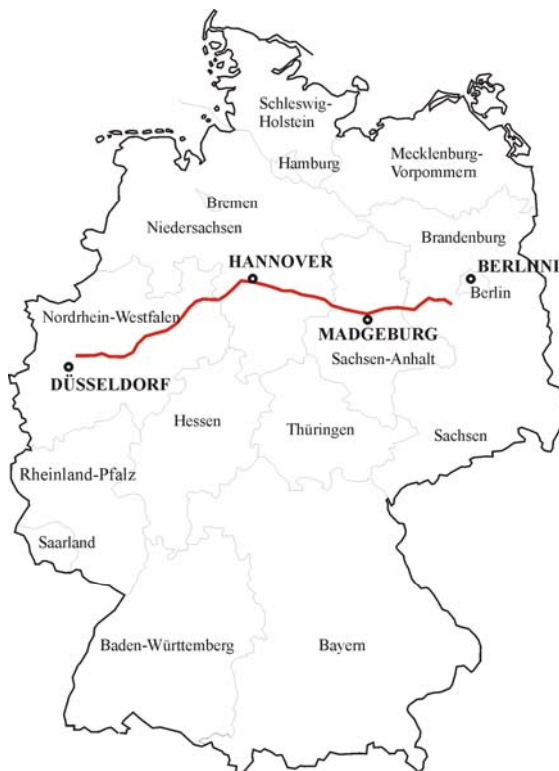 Schleswig-
Holstein
Hamburg
Mecklenburg-
Vorpommern
Bremen
Niedersachsen
Brandenburg
HANNOVER
BERLIN
Berlin
Nordrhein-Westfalen
MADGEBURG
Sachsen-Anhalt
DÜSSELDORF
Hessen
Thüringen
Sachsen
Rheinland-Pfalz
Saarland
Baden-Württemberg
Bayern